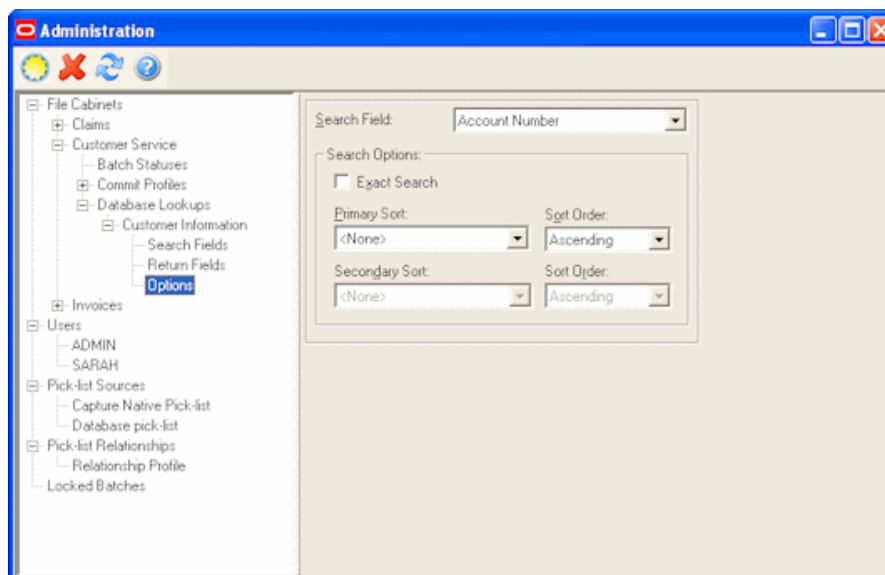 Administration
File Cabinets
Claims
Customer Service
Batch Statuses
Commit Profiles
Database Lookups
Customer Information
Search Fields
Return Fields
Options
Invoices
Users
ADMIN
SARAH
Pick-list Sources
Capture Native Pick-list
Database pick-list
Pick-list Relationships
Relationship Profile
Locked Batches
Search Field: Account Number
Search Options:
Exact Search
Primary Sort: Sort Order:
<None> Ascending
Secondary Sort: Sort Order:
<None> Ascending